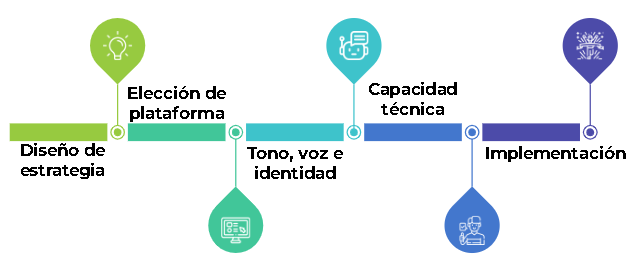 Diseño de
estrategia
Elección de
plataforma
Tono, voz e
identidad
Capacidad
técnica
Implementación